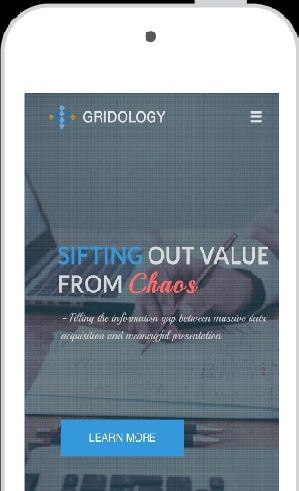 GRIDOLOGY
SIFTING OUT VALUE
FROM Chaos
- Filling the information gap between massive data
acquisition and meaningful presentation
LEARN MORE